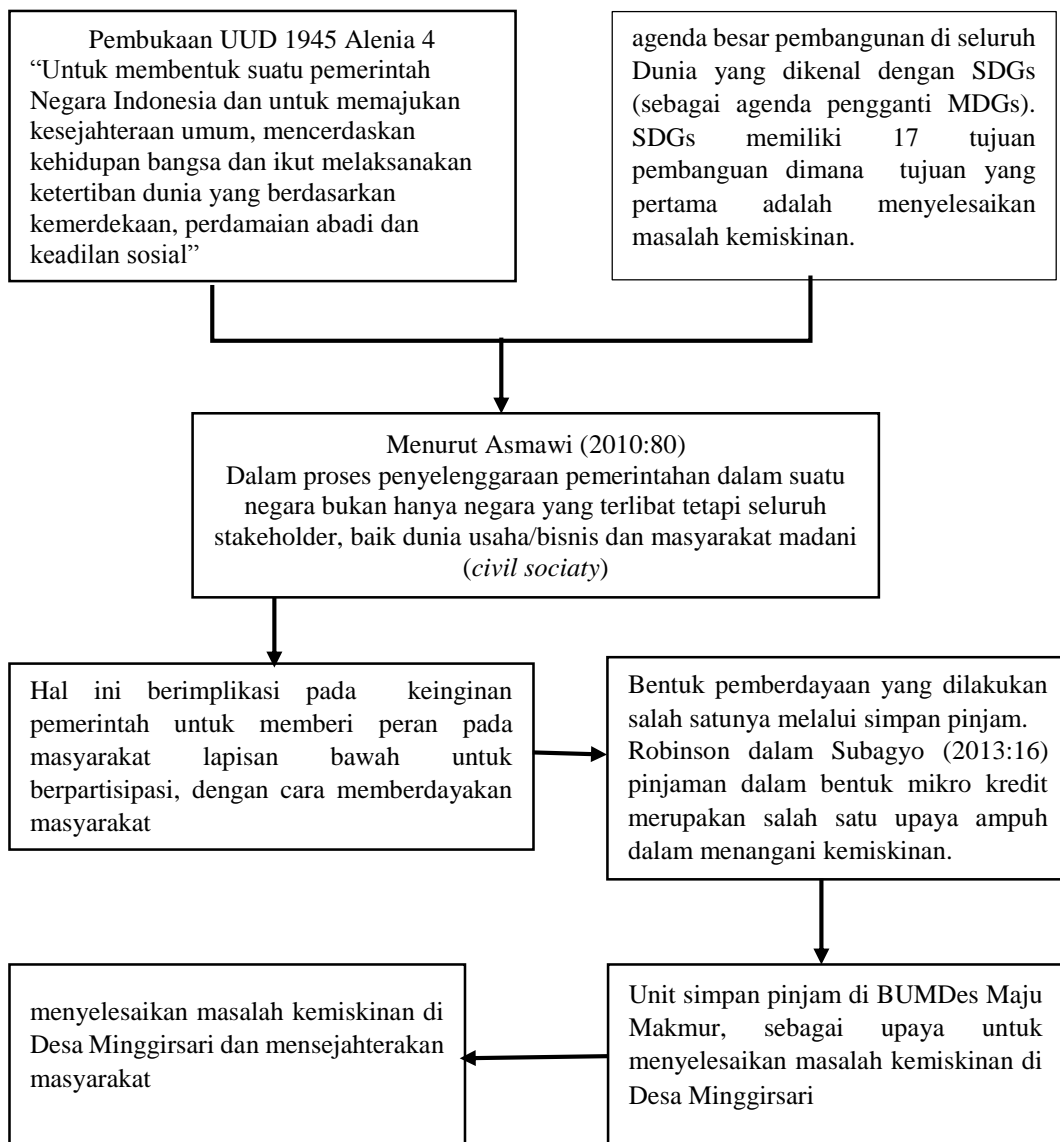 Pembukaan UUD 1945 Alenia 4
“Untuk membentuk suatu pemerintah
Negara Indonesia dan untuk memajukan
kesejahteraan umum, mencerdaskan
kehidupan bangsa dan ikut melaksanakan
ketertiban dunia yang berdasarkan
kemerdekaan, perdamaian abadi dan
keadilan sosial”
agenda besar pembangunan di seluruh
Dunia yang dikenal dengan SDGs
(sebagai agenda pengganti MDGs).
SDGs memiliki 17 tujuan
pembanguan dimana tujuan yang
pertama adalah menyelesaikan
masalah kemiskinan.
Menurut Asmawi (2010:80)
Dalam proses penyelenggaraan pemerintahan dalam suatu
negara bukan hanya negara yang terlibat tetapi seluruh
stakeholder, baik dunia usaha/bisnis dan masyarakat madani
(civil sociaty)
Hal ini berimplikasi pada keinginan
pemerintah untuk memberi peran pada
masyarakat lapisan bawah untuk
berpartisipasi, dengan cara memberdayakan
masyarakat
Bentuk pemberdayaan yang dilakukan
salah satunya melalui simpan pinjam.
Robinson dalam Subagyo (2013:16)
pinjaman dalam bentuk mikro kredit
merupakan salah satu upaya ampuh
dalam menangani kemiskinan.
Unit simpan pinjam di BUMDes Maju
Makmur, sebagai upaya untuk
menyelesaikan masalah kemiskinan di
Desa Minggirsari
menyelesaikan masalah kemiskinan di
Desa Minggirsari dan mensejahterakan
masyarakat